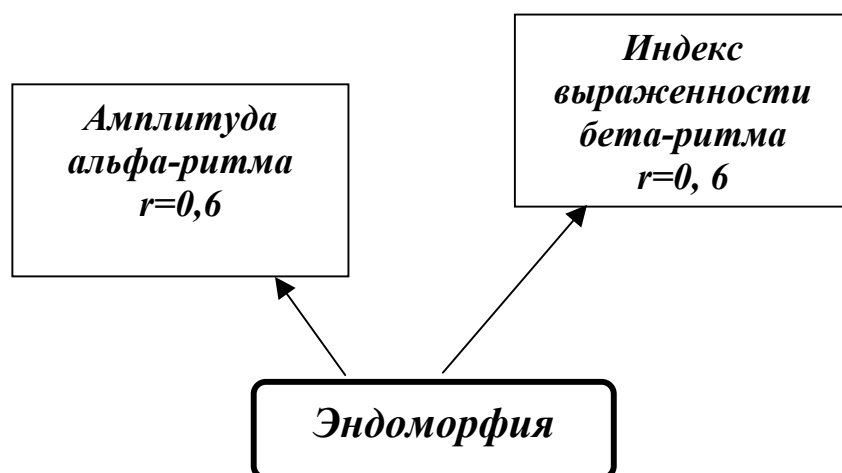 Амплитуда
альфа-ритма
r=0,6
Индекс
выраженности
бета-ритма
r=0, 6
Эндоморфия